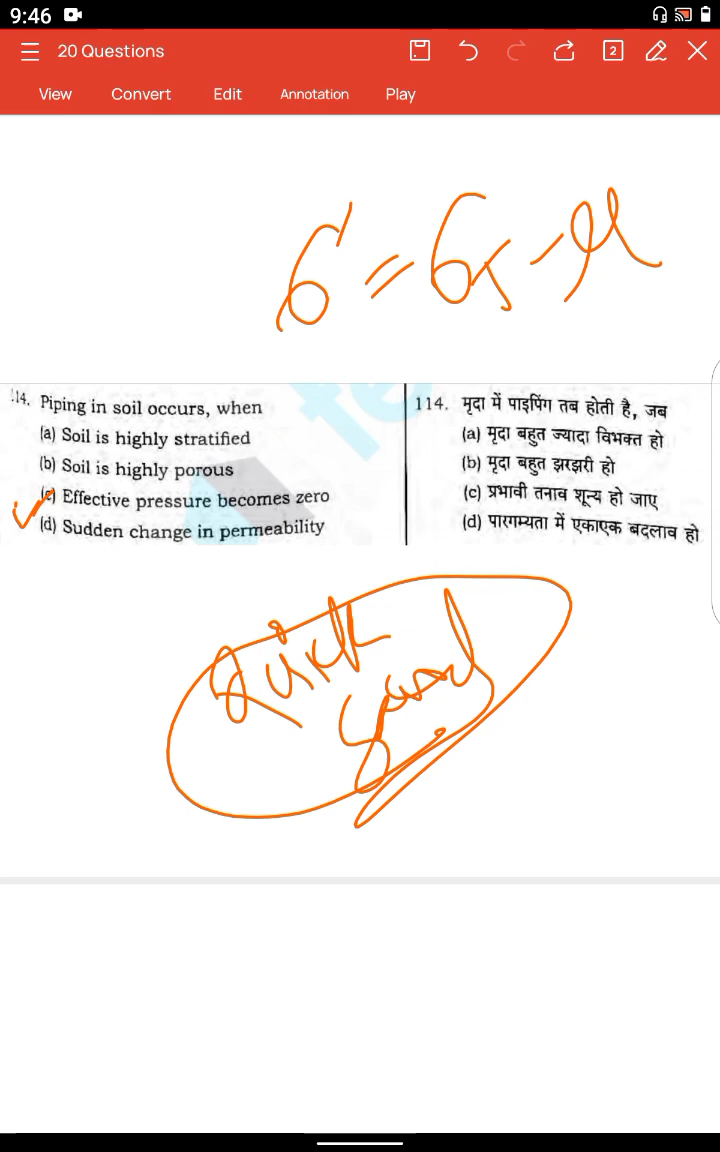 9:46
20 Questions
2
View Convert Edit Annotation Play
σ' = σ - μ
114. Piping in soil occurs, when
(a) Soil is highly stratified
(b) Soil is highly porous
(c) Effective pressure becomes zero
(d) Sudden change in permeability
114. मृदा में पाइपिंग तब होती है, जब
(a) मृदा बहुत ज्यादा विभक्त हो
(b) मृदा बहुत झरझरी हो
(c) प्रभावी तनाव शून्य हो जाए
(d) पारगम्यता में एकाएक बदलाव हो
Quick
Sand